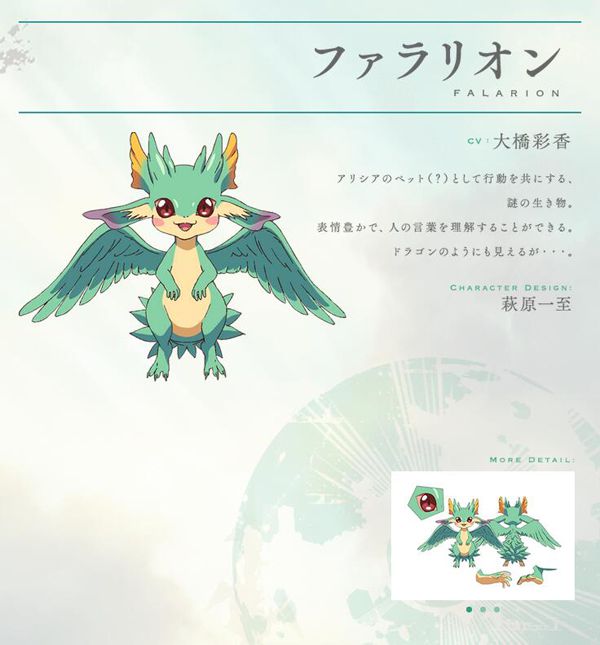 ファラリオン
FALARION
CV : 大橋彩香
アリシアのペット(?)として行動を共にする、
謎の生き物。
表情豊かで、人の言葉を理解することができる。
ドラゴンのようにも見えるが・・・。
CHARACTER DESIGN:
萩原一至
MORE DETAIL: